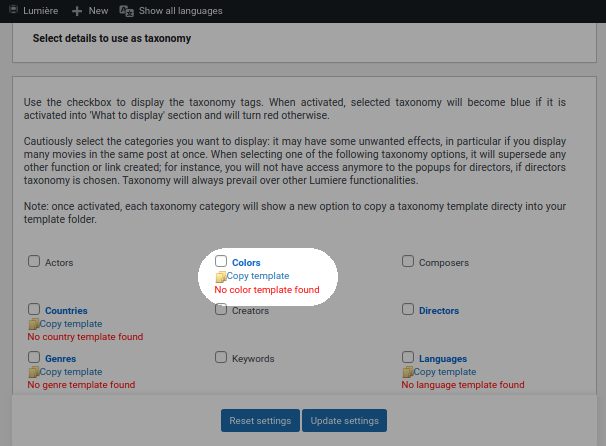 Lumière New Show all languages
Select details to use as taxonomy
Use the checkbox to display the taxonomy tags. When activated, selected taxonomy will become blue if it is
activated into 'What to display' section and will turn red otherwise.
Cautiously select the categories you want to display: it may have some unwanted effects, in particular if you display
many movies in the same post at once. When selecting one of the following taxonomy options, it will supersede any
other function or link created; for instance, you will not have access anymore to the popups for directors, if directors
taxonomy is chosen. Taxonomy will always prevail over other Lumiere functionalities.
Note: once activated, each taxonomy category will show a new option to copy a taxonomy template directy into your
template folder.
Actors Colors Composers
Copy template
No color template found
Countries Creators Directors
Copy template
No country template found
Genres Keywords Languages
Copy template Copy template
No genre template found No language template found
Reset settings Update settings